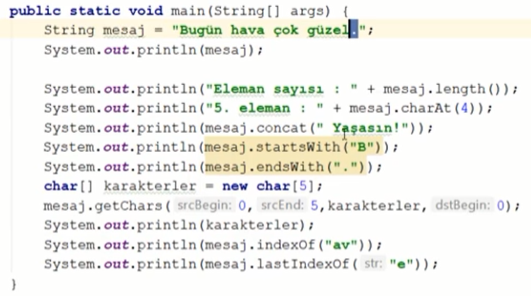 public static void main(String[] args) {
String mesaj = "Bugün hava çok güzel.";
System.out.println(mesaj);
System.out.println("Eleman sayısı : " + mesaj.length());
System.out.println("5. eleman : " + mesaj.charAt(4));
System.out.println(mesaj.concat(" Yaşasın!"));
System.out.println(mesaj.startsWith("B"));
System.out.println(mesaj.endsWith("."));
char[] karakterler = new char[5];
mesaj.getChars( srcBegin: 0, srcEnd: 5,karakterler, dstBegin: 0);
System.out.println(karakterler);
System.out.println(mesaj.indexOf("av"));
System.out.println(mesaj.lastIndexOf( str: "e"));
}